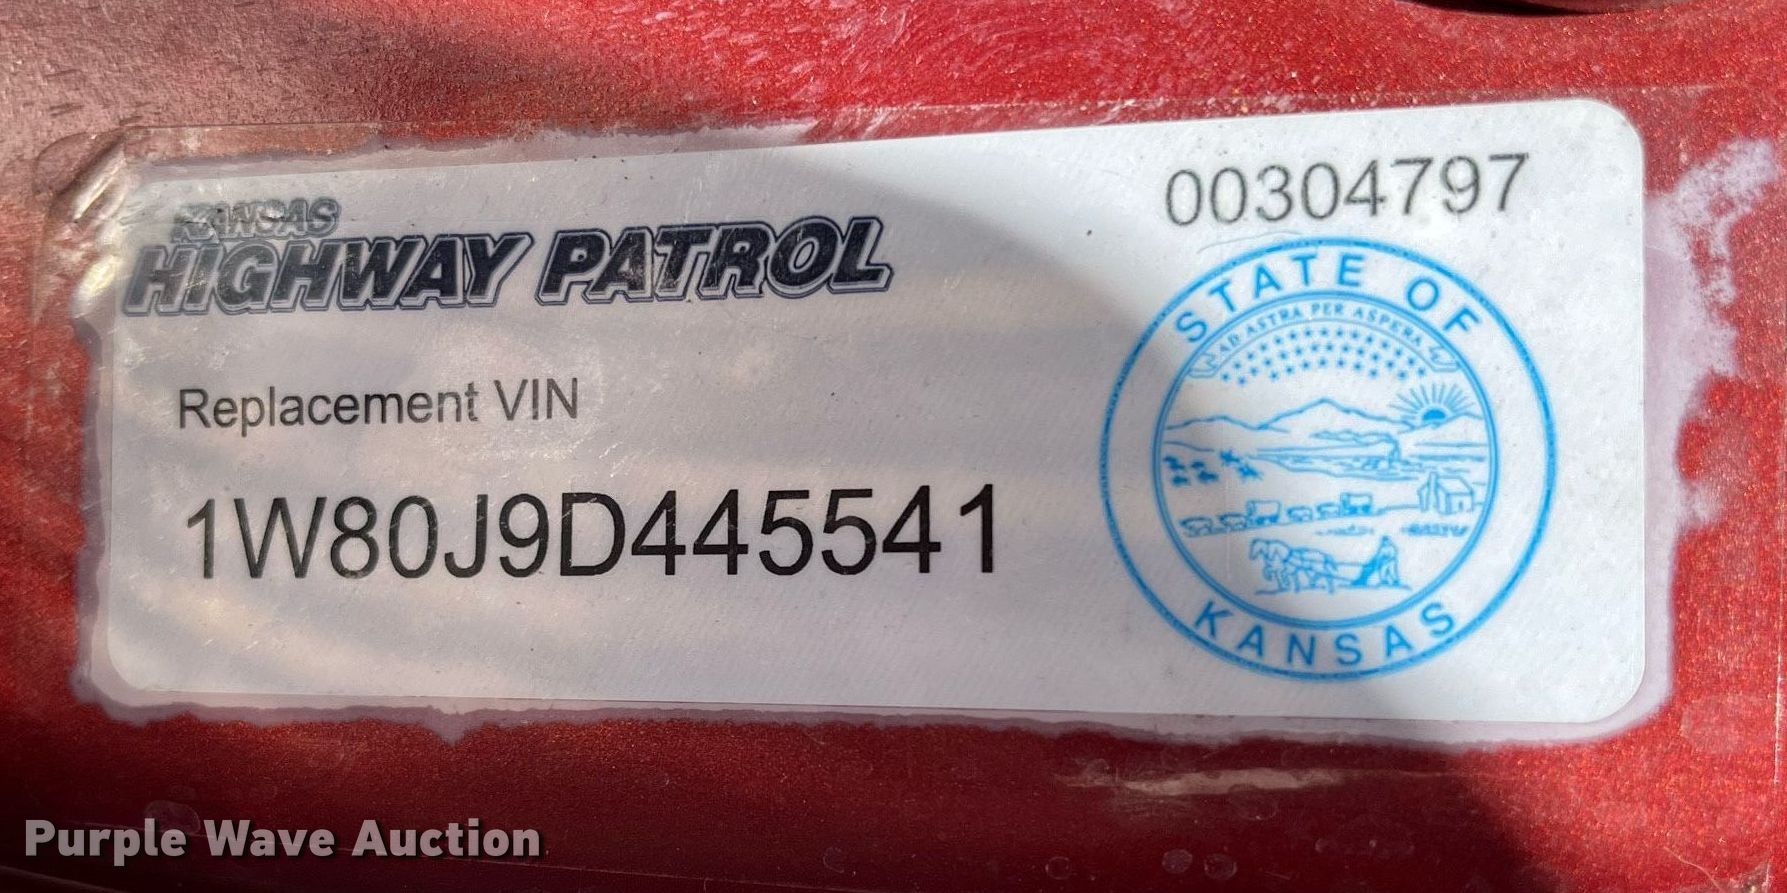 00304797
KANSAS
HIGHWAY PATROL
STATE OF
AD ASTRA PER ASPERA
Replacement VIN
1W80J9D445541
KANSAS
Purple Wave Auction